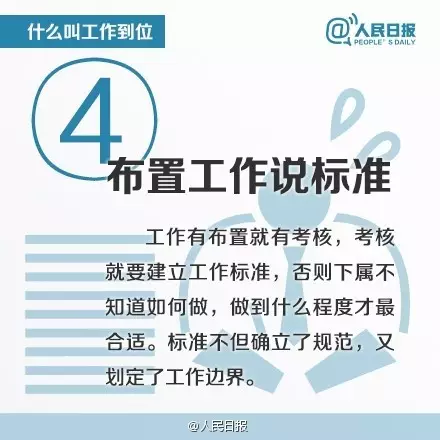 什么叫工作到位
@人民日报
PEOPLE'S DAILY
4
布置工作说标准
工作有布置就有考核，考核
就要建立工作标准，否则下属不
知道如何做，做到什么程度才最
合适。标准不但确立了规范，又
划定了工作边界。
@人民日报